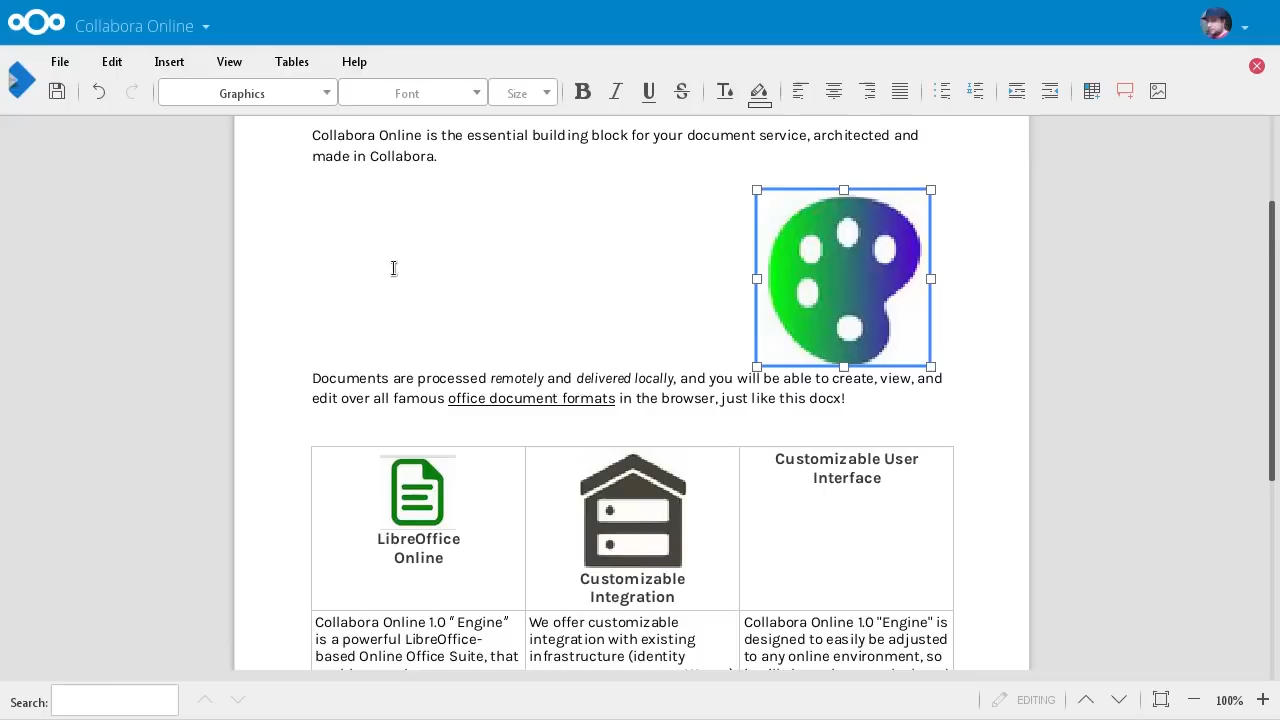 Collabora Online
File Edit Insert View Tables Help
Graphics Font Size
Collabora Online is the essential building block for your document service, architected and
made in Collabora.
Documents are processed remotely and delivered locally, and you will be able to create, view, and
edit over all famous office document formats in the browser, just like this docx!
LibreOffice
Online
Customizable
Integration
Customizable User
Interface
Collabora Online 1.0 " Engine"
is a powerful LibreOffice-
based Online Office Suite, that
We offer customizable
integration with existing
infrastructure (identity
Collabora Online 1.0 "Engine" is
designed to easily be adjusted
to any online environment, so
Search: EDITING 100%